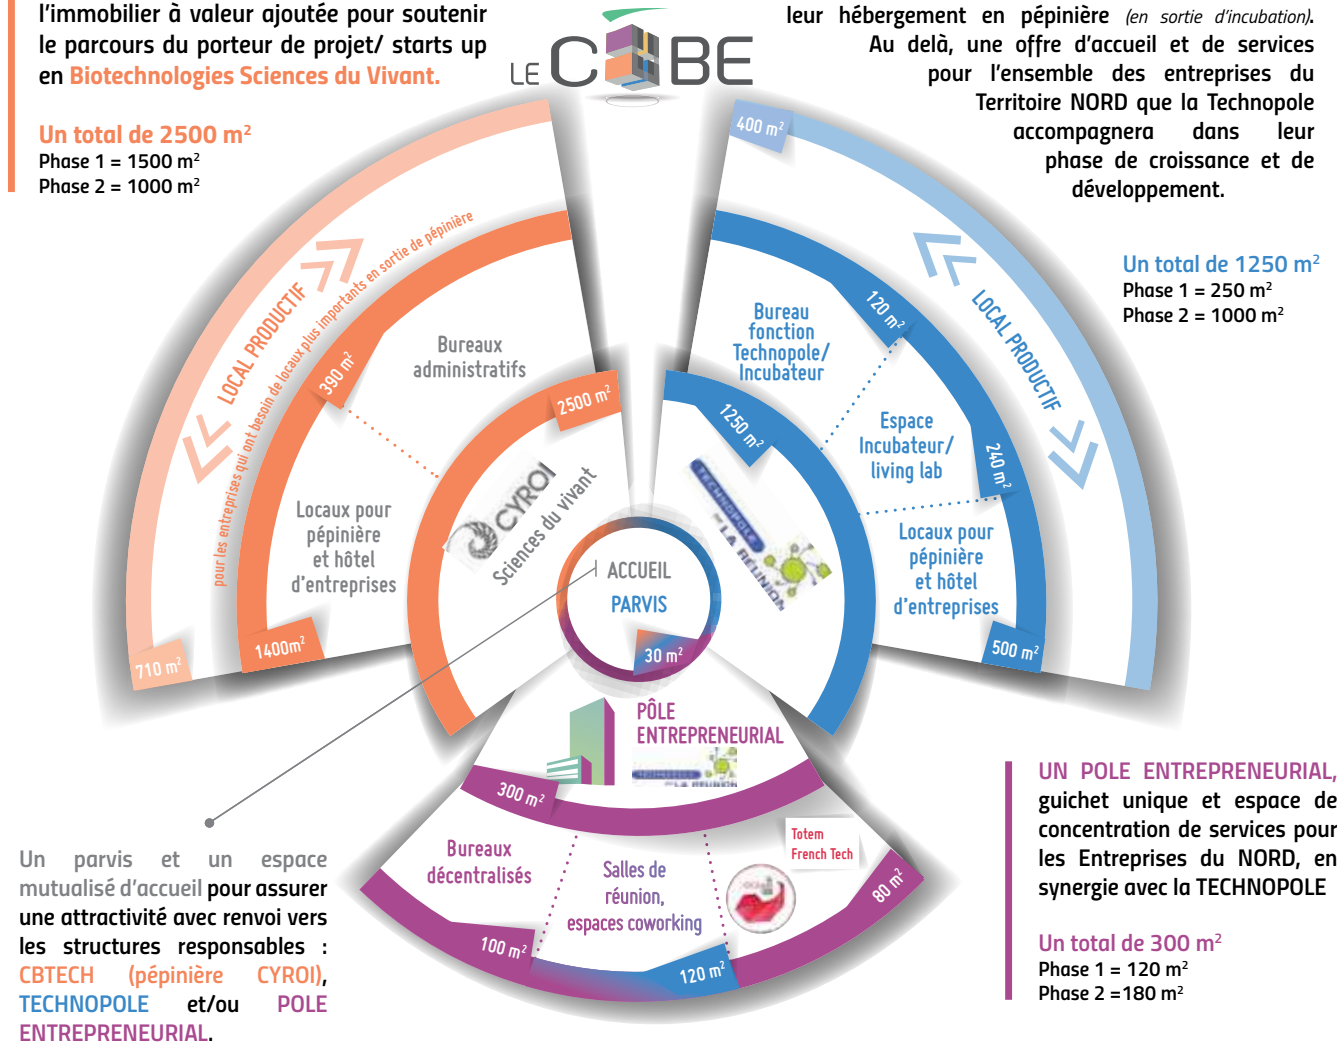 l'immobilier à valeur ajoutée pour soutenir
le parcours du porteur de projet/ starts up
en Biotechnologies Sciences du Vivant.
Un total de 2500 m²
Phase 1 = 1500 m²
Phase 2 = 1000 m²
LE CUBE
leur hébergement en pépinière (en sortie d'incubation).
Au delà, une offre d'accueil et de services
pour l'ensemble des entreprises du
Territoire NORD que la Technopole
accompagnera dans leur
phase de croissance et de
développement.
Un total de 1250 m²
Phase 1 = 250 m²
Phase 2 = 1000 m²
LOCAL PRODUCTIF
pour les entreprises qui ont besoin de locaux plus importants en sortie de pépinière
710 m²
390 m²
Bureaux
administratifs
Locaux pour
pépinière
et hôtel
d'entreprises
1400m²
2500 m²
CYROI
Sciences du vivant
400 m²
LOCAL PRODUCTIF
Bureau
fonction
Technopole/
Incubateur
120 m²
Espace
Incubateur/
living lab
240 m²
Locaux pour
pépinière
et hôtel
d'entreprises
500 m²
1250 m²
TECHNOPOLE
DE LA RÉUNION
ACCUEIL
PARVIS
30 m²
PÔLE
ENTREPRENEURIAL
TECHNOPOLE
DE LA RÉUNION
300 m²
Bureaux
décentralisés
100 m²
Salles de
réunion,
espaces coworking
120 m²
Totem
French Tech
80 m²
Un parvis et un espace
mutualisé d'accueil pour assurer
une attractivité avec renvoi vers
les structures responsables :
CBTECH (pépinière CYROI),
TECHNOPOLE et/ou POLE
ENTREPRENEURIAL.
UN POLE ENTREPRENEURIAL,
guichet unique et espace de
concentration de services pour
les Entreprises du NORD, en
synergie avec la TECHNOPOLE
Un total de 300 m²
Phase 1 = 120 m²
Phase 2 =180 m²